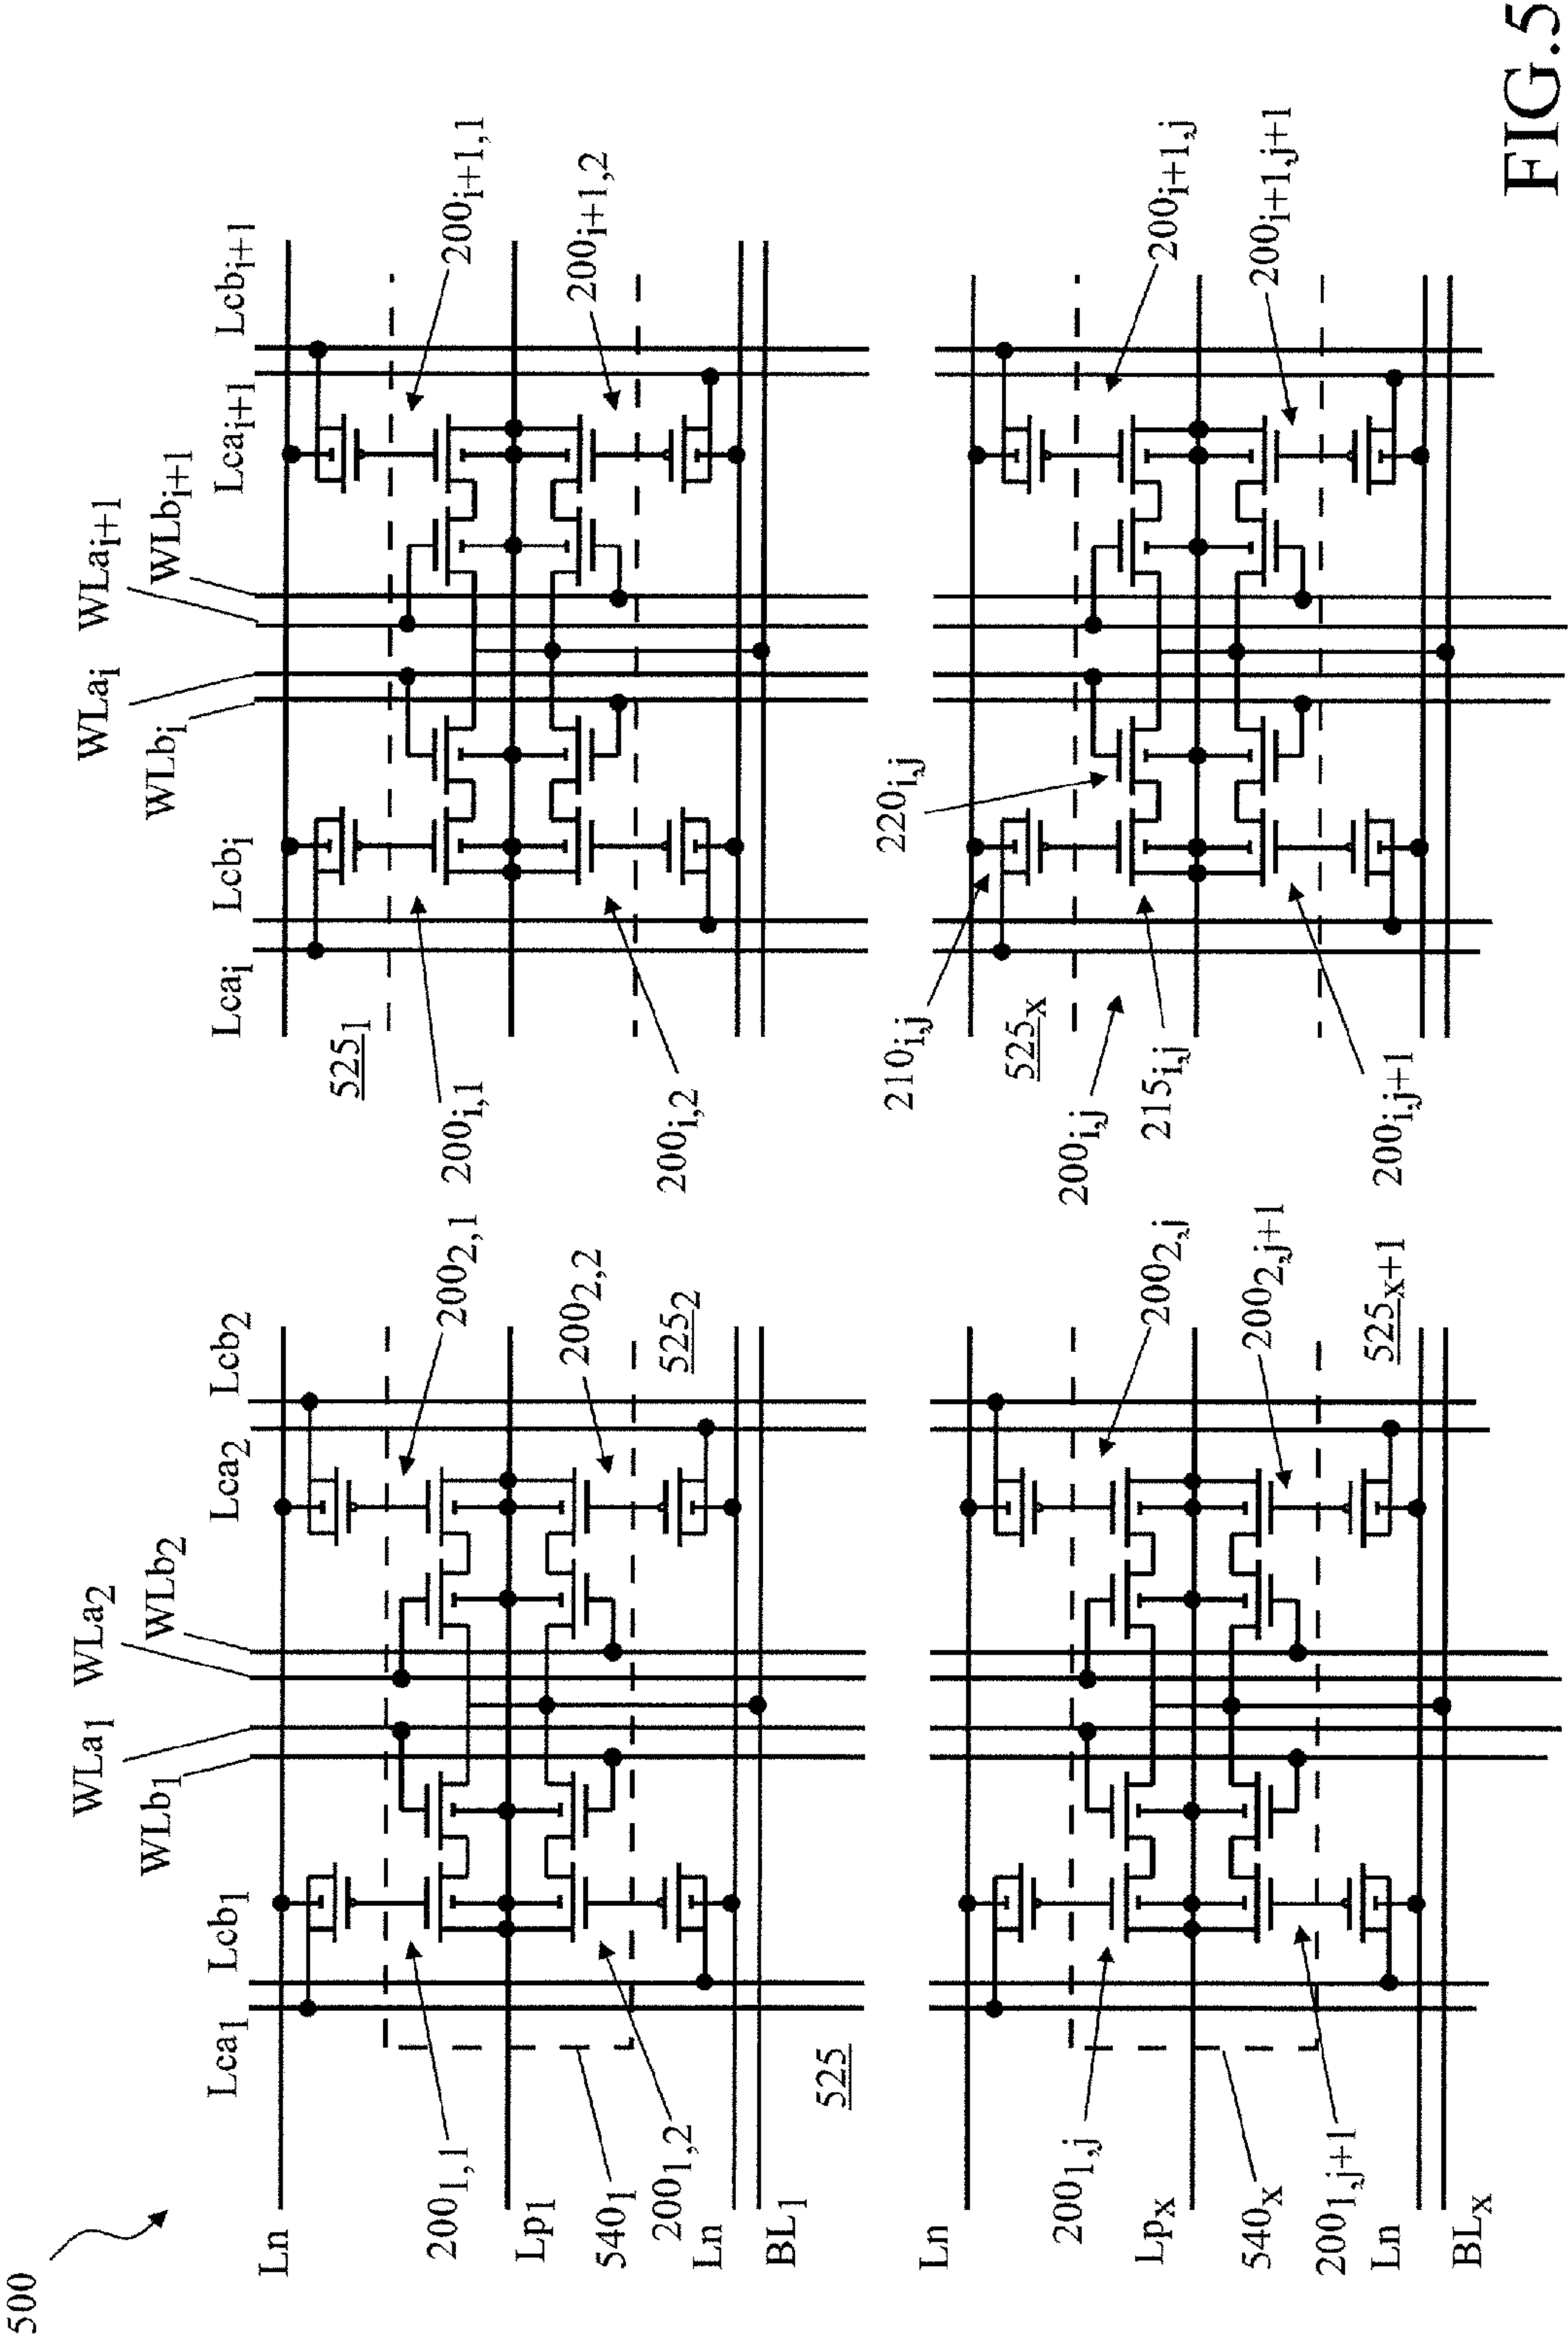 500
WLa₁ WLa₂
WLb₁ WLb₂
Lca₁ Lcb₁ Lca₂ Lcb₂
Ln
200₁,₁ 200₂,₁
Lp₁
540₁ 200₂,₂
200₁,₂ 525₂
Ln
BL₁
525
WLaᵢ WLaᵢ₊₁
WLbᵢ WLbᵢ₊₁
Lcaᵢ Lcbᵢ Lcaᵢ₊₁ Lcbᵢ₊₁
525₁
200ᵢ,₁ 200ᵢ₊₁,₁
200ᵢ,₂ 200ᵢ₊₁,₂
Ln
200₁,ⱼ 200₂,ⱼ
Lpₓ
540ₓ 200₂,ⱼ₊₁
200₁,ⱼ₊₁
Ln 525ₓ₊₁
BLₓ
210ᵢ,ⱼ 220ᵢ,ⱼ
525ₓ
200ᵢ,ⱼ 200ᵢ₊₁,ⱼ
215ᵢ,ⱼ
200ᵢ,ⱼ₊₁ 200ᵢ₊₁,ⱼ₊₁
FIG.5